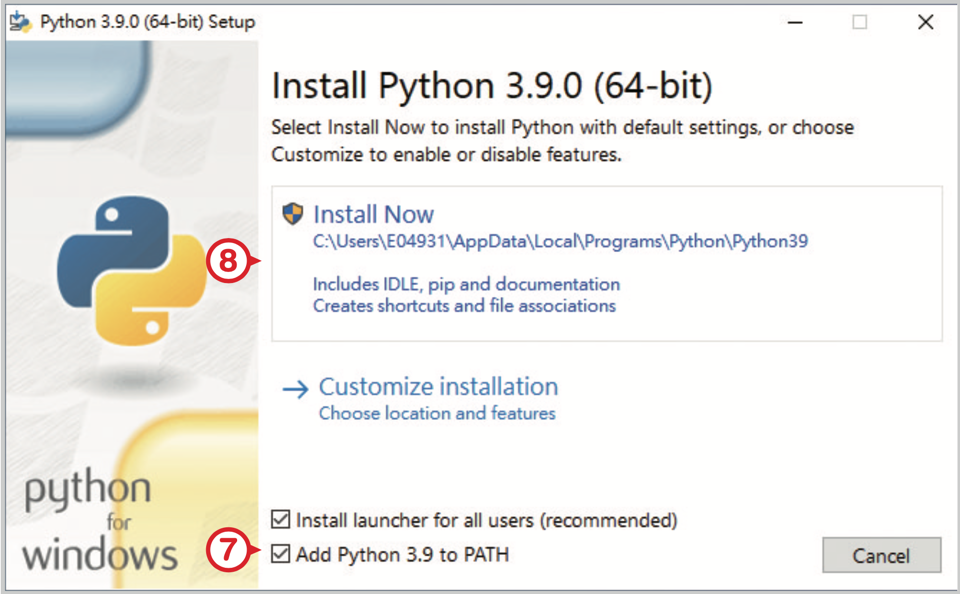 Python 3.9.0 (64-bit) Setup
Install Python 3.9.0 (64-bit)
Select Install Now to install Python with default settings, or choose
Customize to enable or disable features.
Install Now
C:\Users\E04931\AppData\Local\Programs\Python\Python39
8
Includes IDLE, pip and documentation
Creates shortcuts and file associations
Customize installation
Choose location and features
python
for
windows
Install launcher for all users (recommended)
7
Add Python 3.9 to PATH
Cancel